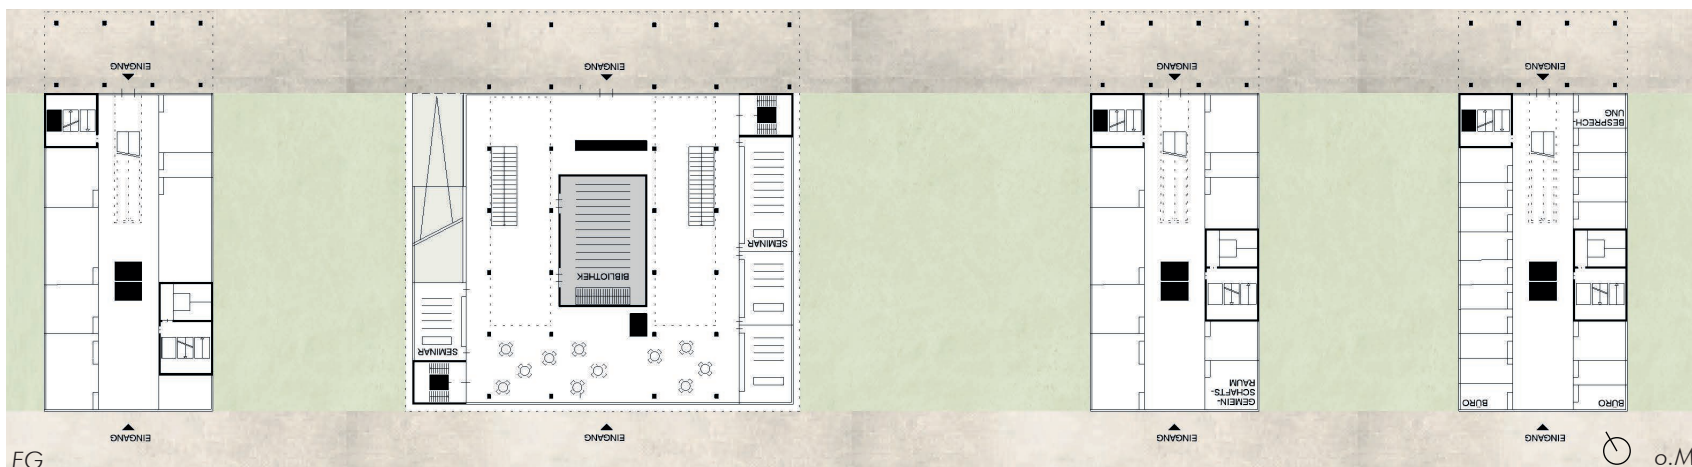 EINGANG
EINGANG
EINGANG
EINGANG
BESPRECH-
UNG
SEMINAR
BIBLIOTHEK
SEMINAR
GEMEIN-
SCHAFTS-
RAUM
BÜRO
BÜRO
EINGANG
EINGANG
EINGANG
EINGANG
EG
o.M